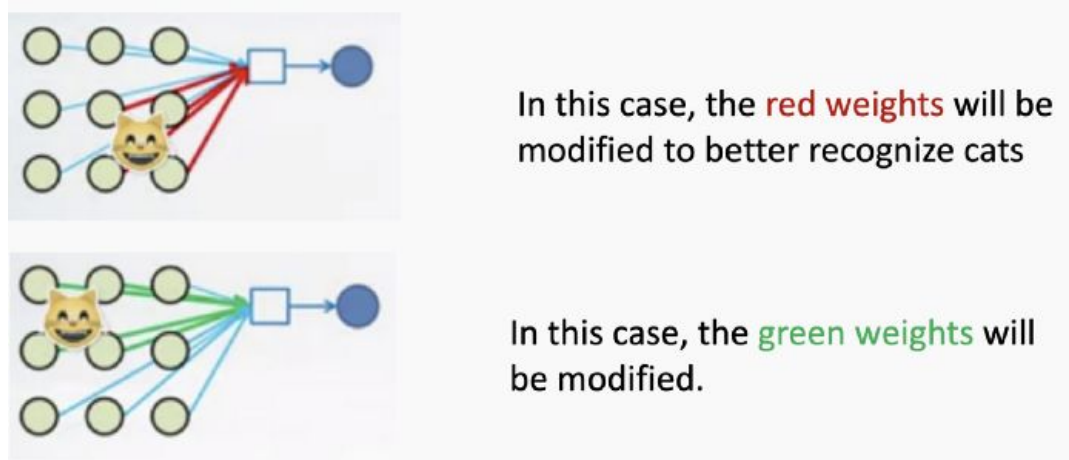 In this case, the red weights will be
modified to better recognize cats
In this case, the green weights will
be modified.